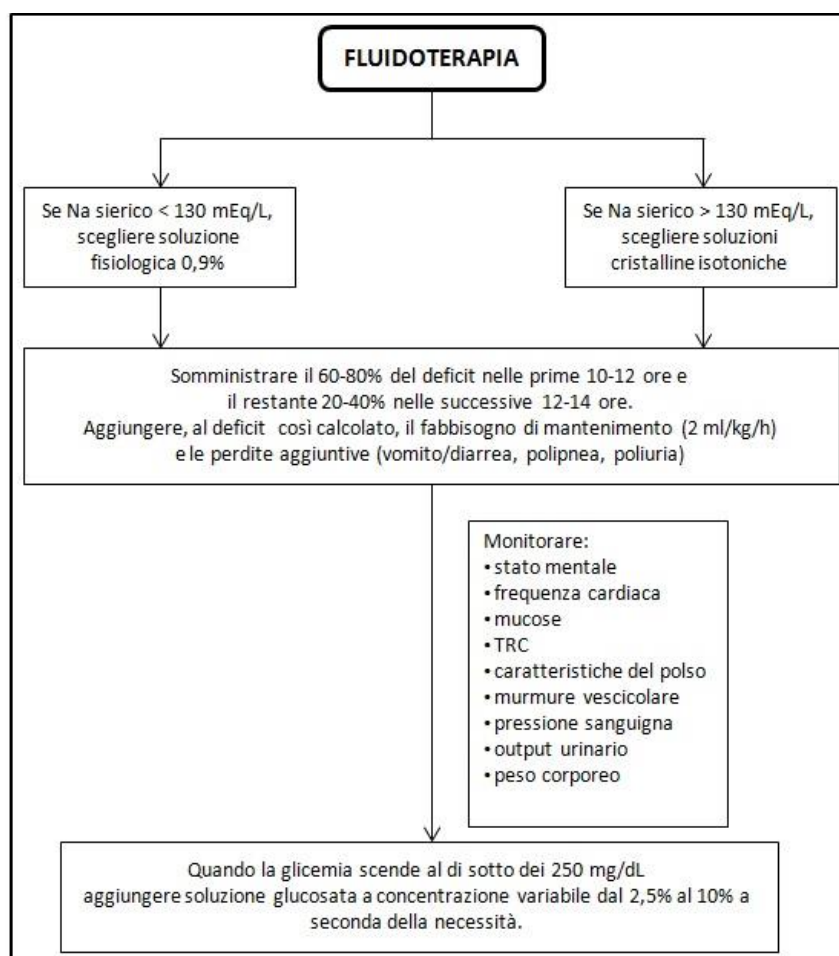 FLUIDOTERAPIA
Se Na sierico < 130 mEq/L,
scegliere soluzione
fisiologica 0,9%
Se Na sierico > 130 mEq/L,
scegliere soluzioni
cristalline isotoniche
Somministrare il 60-80% del deficit nelle prime 10-12 ore e
il restante 20-40% nelle successive 12-14 ore.
Aggiungere, al deficit così calcolato, il fabbisogno di mantenimento (2 ml/kg/h)
e le perdite aggiuntive (vomito/diarrea, polipnea, poliuria)
Monitorare:
• stato mentale
• frequenza cardiaca
• mucose
• TRC
• caratteristiche del polso
• murmure vescicolare
• pressione sanguigna
• output urinario
• peso corporeo
Quando la glicemia scende al di sotto dei 250 mg/dL
aggiungere soluzione glucosata a concentrazione variabile dal 2,5% al 10% a
seconda della necessità.